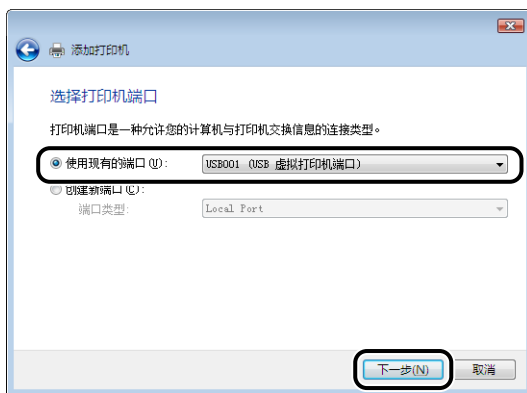 添加打印机
选择打印机端口
打印机端口是一种允许您的计算机与打印机交换信息的连接类型。
使用现有的端口(U): USB001 (USB 虚拟打印机端口)
创建新端口(C):
端口类型: Local Port
下一步(N) 取消